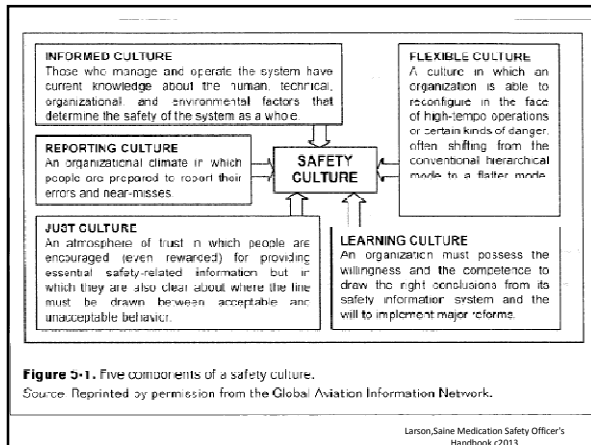 INFORMED CULTURE
Those who manage and operate the system have
current knowledge about the human, technical,
organizational, and environmental factors that
determine the safety of the system as a whole.
REPORTING CULTURE
An organizational climate in which
people are prepared to report their
errors and near-misses.
JUST CULTURE
An atmosphere of trust in which people are
encouraged (even rewarded) for providing
essential safety-related information but in
which they are also clear about where the line
must be drawn between acceptable and
unacceptable behavior.
SAFETY
CULTURE
FLEXIBLE CULTURE
A culture in which an
organization is able to
reconfigure in the face
of high-tempo operations
or certain kinds of danger,
often shifting from the
conventional hierarchical
mode to a flatter mode.
LEARNING CULTURE
An organization must possess the
willingness and the competence to
draw the right conclusions from its
safety information system and the
will to implement major reforms.
Figure 5-1. Five components of a safety culture.
Source: Reprinted by permission from the Global Aviation Information Network.
Larson,Saine Medication Safety Officer's
Handbook c2013